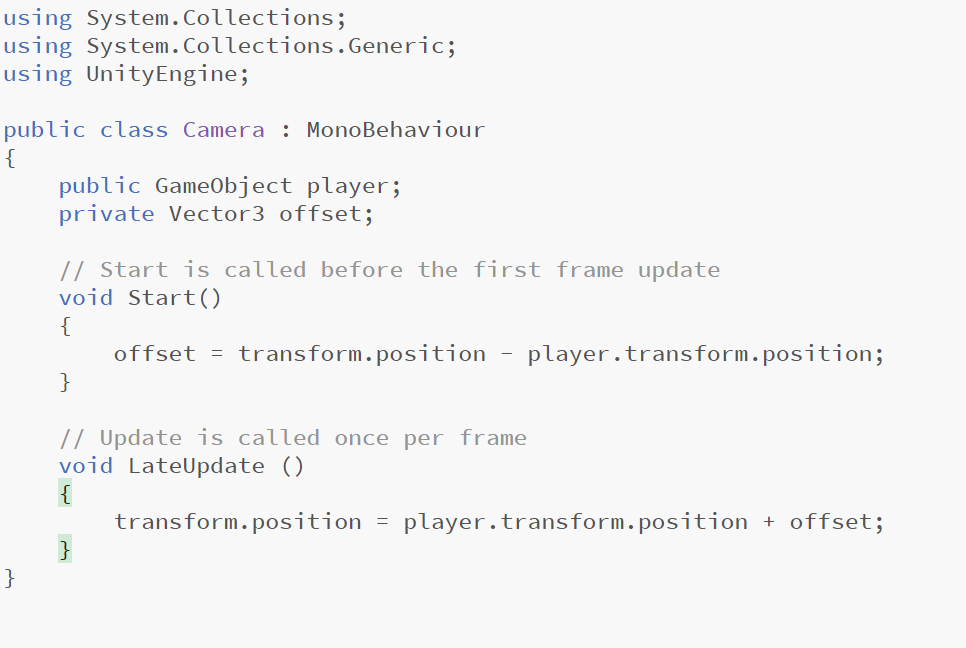 using System.Collections;
using System.Collections.Generic;
using UnityEngine;

public class Camera : MonoBehaviour
{
    public GameObject player;
    private Vector3 offset;

    // Start is called before the first frame update
    void Start()
    {
        offset = transform.position - player.transform.position;
    }

    // Update is called once per frame
    void LateUpdate ()
    {
        transform.position = player.transform.position + offset;
    }
}